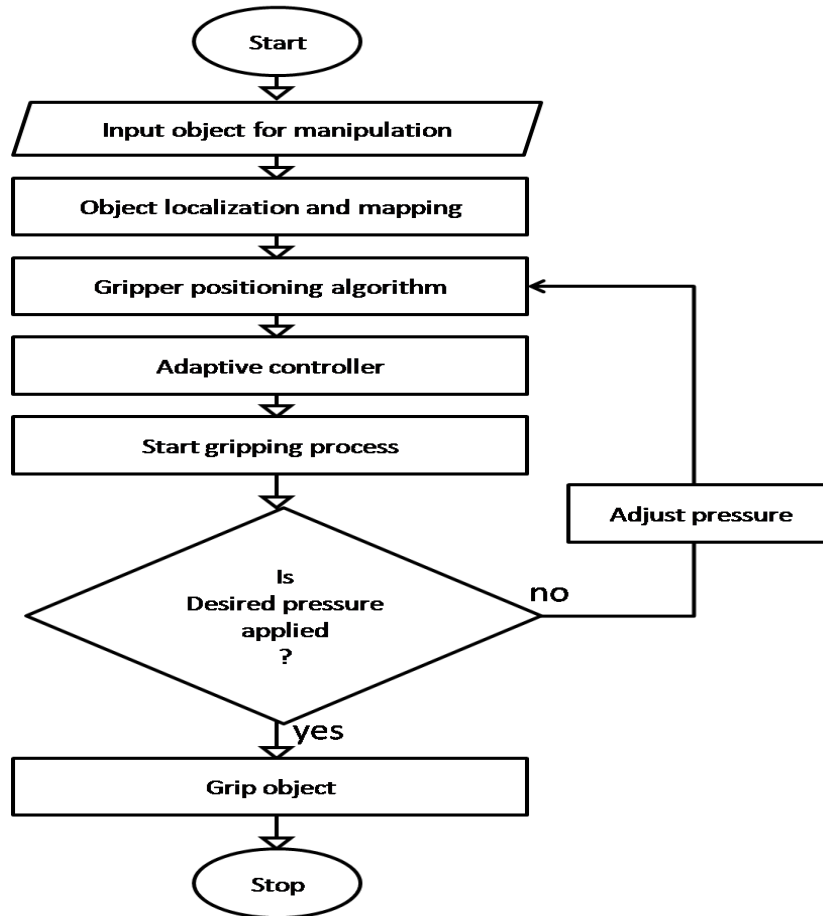 Start
Input object for manipulation
Object localization and mapping
Gripper positioning algorithm
Adaptive controller
Start gripping process
Adjust pressure
Is
Desired pressure
applied
?
no
yes
Grip object
Stop